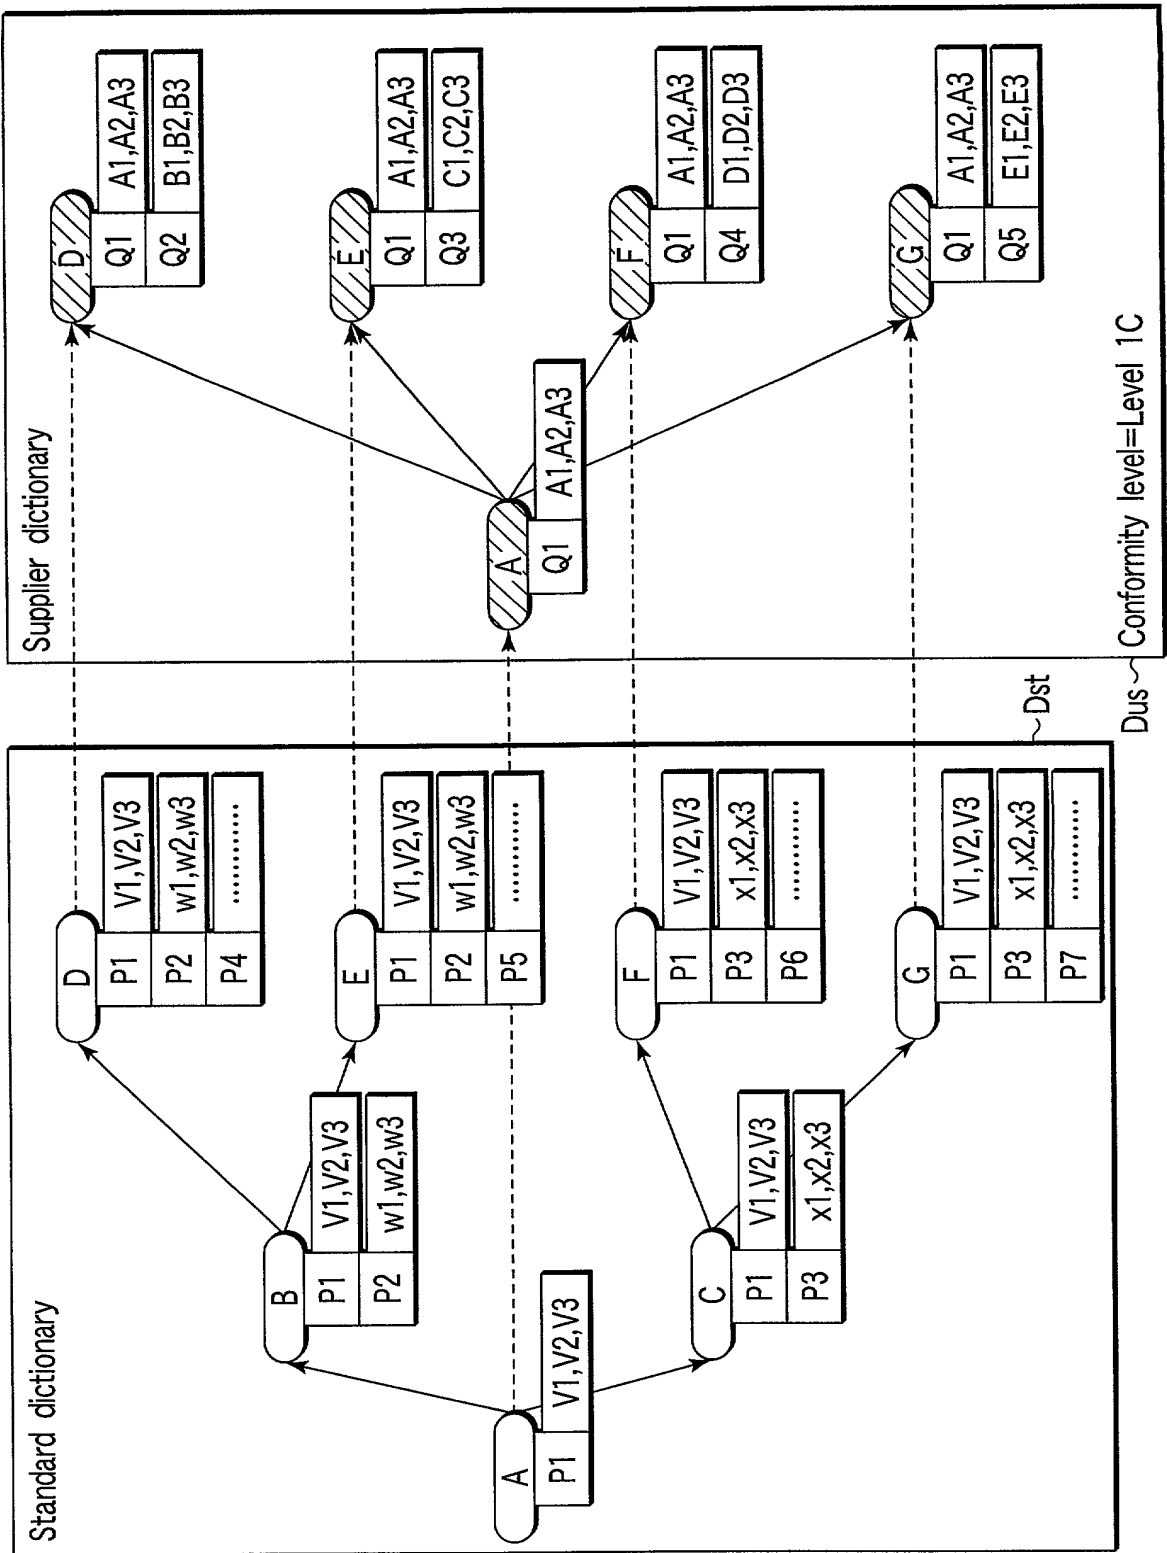 Standard dictionary
A
P1 V1,V2,V3
B
P1 V1,V2,V3
P2 w1,w2,w3
C
P1 V1,V2,V3
P3 x1,x2,x3
D
P1 V1,V2,V3
P2 w1,w2,w3
P4 ..........
E
P1 V1,V2,V3
P2 w1,w2,w3
P5 ..........
F
P1 V1,V2,V3
P3 x1,x2,x3
P6 ..........
G
P1 V1,V2,V3
P3 x1,x2,x3
P7 ..........
Dst
Supplier dictionary
A
Q1 A1,A2,A3
D
Q1 A1,A2,A3
Q2 B1,B2,B3
E
Q1 A1,A2,A3
Q3 C1,C2,C3
F
Q1 A1,A2,A3
Q4 D1,D2,D3
G
Q1 A1,A2,A3
Q5 E1,E2,E3
Dus
Conformity level=Level 1C